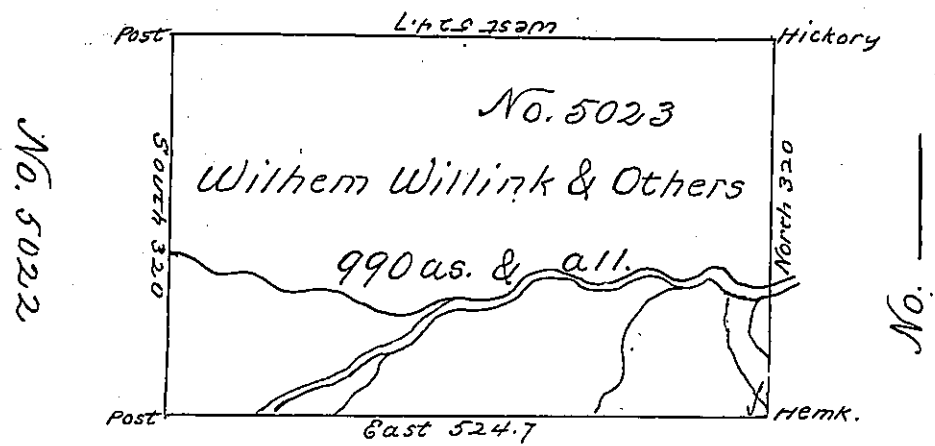 West 524.7
Post
Hickory
No. 5023
South 320
North 320
No. 5022
Wilhem Willink & Others
990 as. & all.
No.
Post
Hemk.
East 524.7